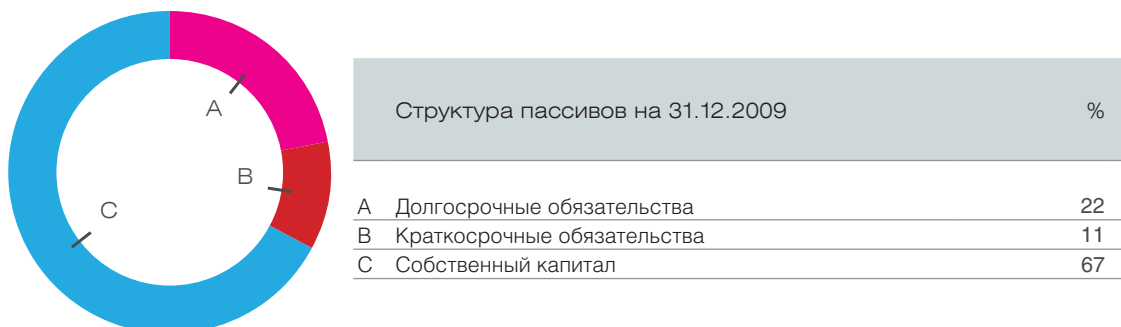 A
B
C
Структура пассивов на 31.12.2009 %
A Долгосрочные обязательства 22
B Краткосрочные обязательства 11
C Собственный капитал 67